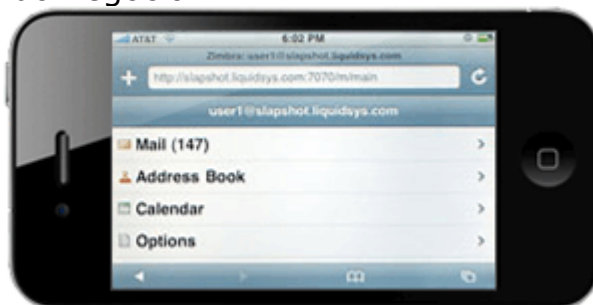 AT&T
6:02 PM
Zimbra: user1@slapshot.liquidsys.com
http://slapshot.liquidsys.com:7070/m/main
user1@slapshot.liquidsys.com
Mail (147)
Address Book
Calendar
Options